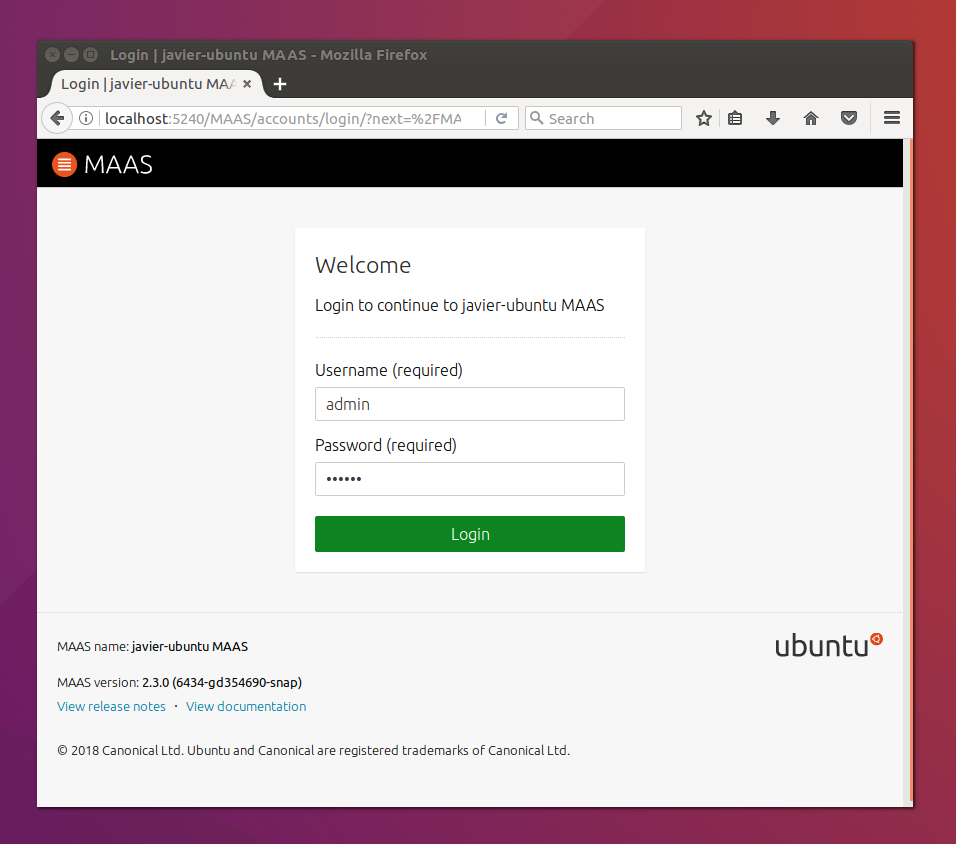 Login | javier-ubuntu MAAS - Mozilla Firefox
Login | javier-ubuntu MAA
localhost:5240/MAAS/accounts/login/?next=%2FMA
Search
MAAS
Welcome
Login to continue to javier-ubuntu MAAS
Username (required)
admin
Password (required)
••••••
Login
MAAS name: javier-ubuntu MAAS
ubuntu
MAAS version: 2.3.0 (6434-gd354690-snap)
View release notes · View documentation
© 2018 Canonical Ltd. Ubuntu and Canonical are registered trademarks of Canonical Ltd.